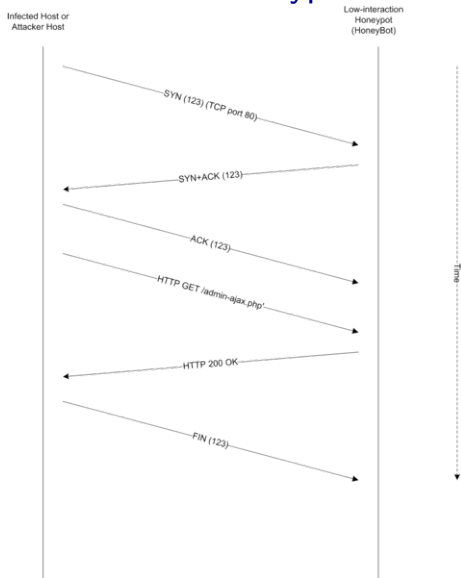 Infected Host or
Attacker Host
Low-interaction
Honeypot
(HoneyBot)
SYN (123) (TCP port 80)
SYN+ACK (123)
ACK (123)
HTTP GET /admin-ajax.php'
HTTP 200 OK
FIN (123)
Time